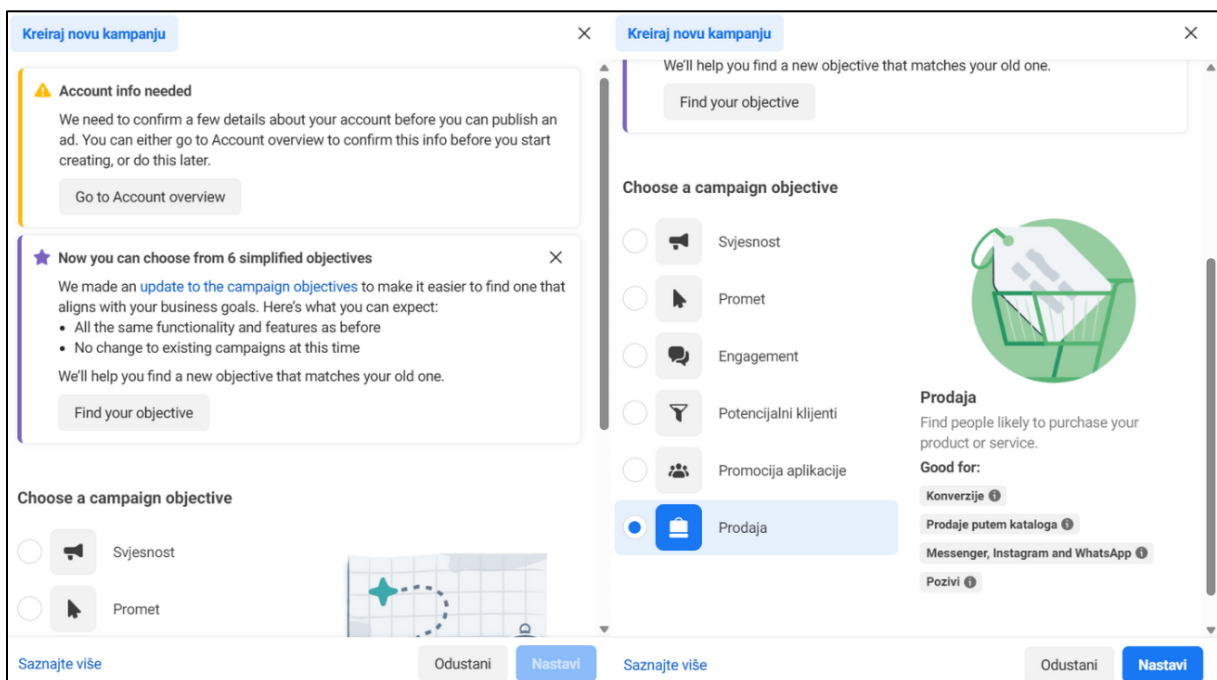 Kreiraj novu kampanju
Account info needed
We need to confirm a few details about your account before you can publish an
ad. You can either go to Account overview to confirm this info before you start
creating, or do this later.
Go to Account overview
Now you can choose from 6 simplified objectives
We made an update to the campaign objectives to make it easier to find one that
aligns with your business goals. Here's what you can expect:
• All the same functionality and features as before
• No change to existing campaigns at this time
We'll help you find a new objective that matches your old one.
Find your objective
Choose a campaign objective
Svjesnost
Promet
Saznajte više
Odustani
Nastavi
Kreiraj novu kampanju
We'll help you find a new objective that matches your old one.
Find your objective
Choose a campaign objective
Svjesnost
Promet
Engagement
Potencijalni klijenti
Promocija aplikacije
Prodaja
Prodaja
Find people likely to purchase your
product or service.
Good for:
Konverzije
Prodaje putem kataloga
Messenger, Instagram and WhatsApp
Pozivi
Saznajte više
Odustani
Nastavi